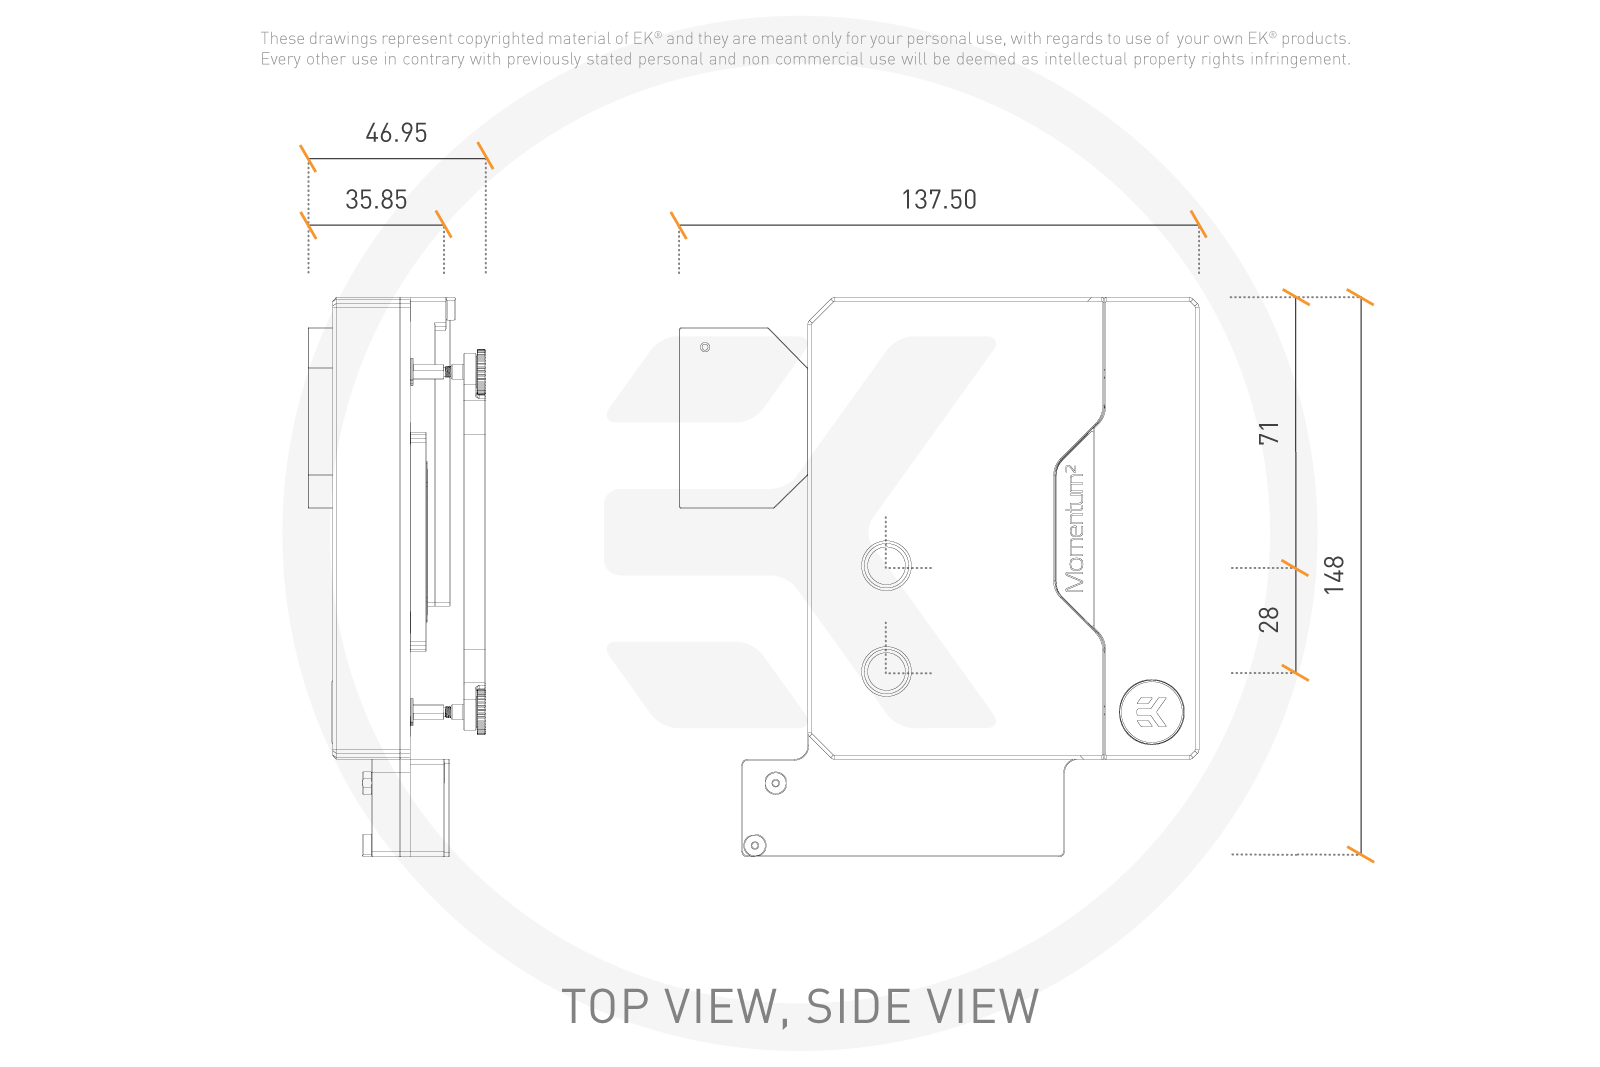 These drawings represent copyrighted material of EK® and they are meant only for your personal use, with regards to use of your own EK® products.
Every other use in contrary with previously stated personal and non commercial use will be deemed as intellectual property rights infringement.
46.95
35.85
137.50
71
148
28
Momentum²
EK
EK
TOP VIEW, SIDE VIEW